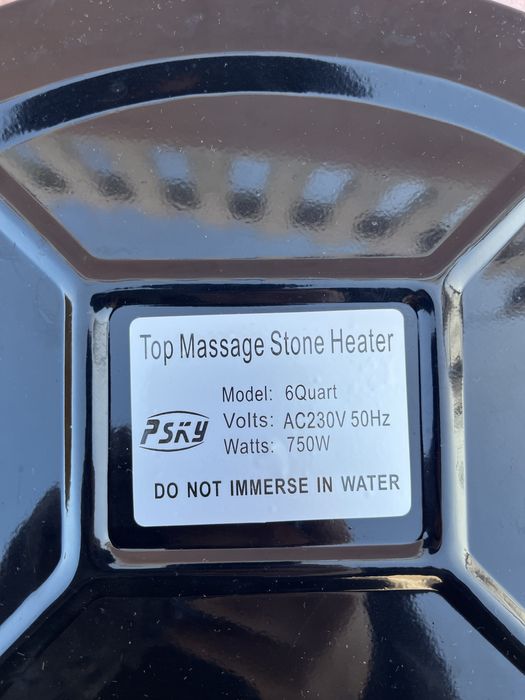 Top Massage Stone Heater
Model: 6Quart
PSKY
Volts: AC230V 50Hz
Watts: 750W
DO NOT IMMERSE IN WATER